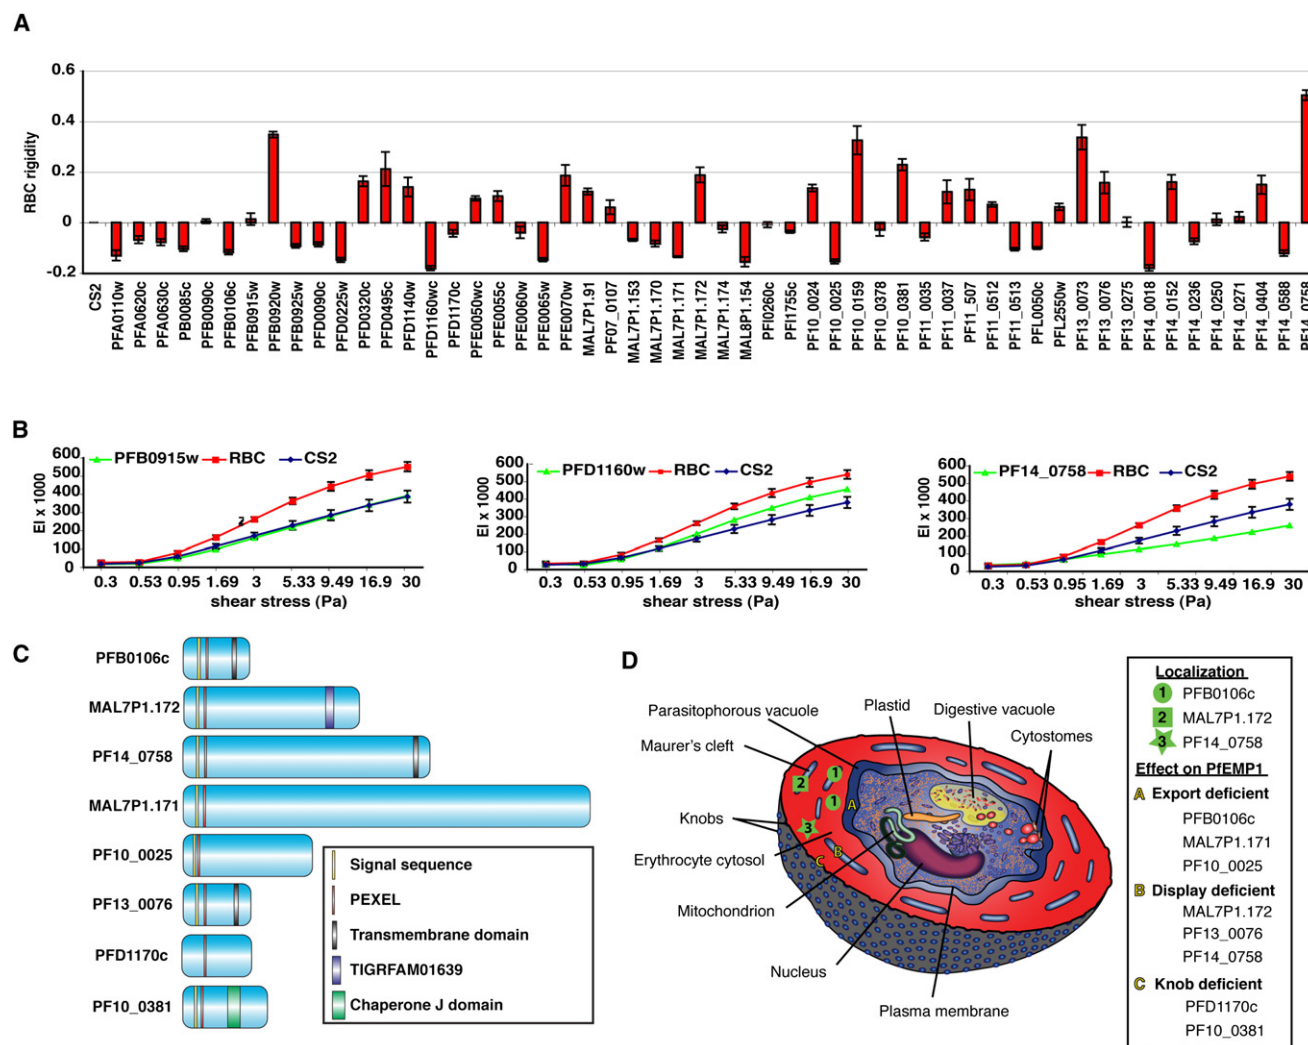 A
RBC rigidity
0.6
0.4
0.2
0
-0.2
CS2
PFA0110w
PFA0620c
PFA0630c
PB0085c
PFB0090c
PFB0106c
PFB0915w
PFB0920w
PFB0925w
PFD0090c
PFD0225w
PFD0320c
PFD0495c
PFD1140w
PFD1160wc
PFD1170c
PFE0050wc
PFE0055c
PFE0060w
PFE0065w
PFE0070w
MAL7P1.91
PF07_0107
MAL7P1.153
MAL7P1.170
MAL7P1.171
MAL7P1.172
MAL7P1.174
MAL8P1.154
PFI0260c
PFI1755c
PF10_0024
PF10_0025
PF10_0159
PF10_0378
PF10_0381
PF11_0035
PF11_0037
PF11_507
PF11_0512
PF11_0513
PFL0050c
PFL2550w
PF13_0073
PF13_0076
PF13_0275
PF14_0018
PF14_0152
PF14_0236
PF14_0250
PF14_0271
PF14_0404
PF14_0588
PF14_0758
B
EI x 1000
600
500
400
300
200
100
0
PFB0915w RBC CS2
2
0.3 0.53 0.95 1.69 3 5.33 9.49 16.9 30
shear stress (Pa)
EI x 1000
600
500
400
300
200
100
0
PFD1160w RBC CS2
0.3 0.53 0.95 1.69 3 5.33 9.49 16.9 30
shear stress (Pa)
EI x 1000
600
500
400
300
200
100
0
PF14_0758 RBC CS2
0.3 0.53 0.95 1.69 3 5.33 9.49 16.9 30
shear stress (Pa)
C
PFB0106c
MAL7P1.172
PF14_0758
MAL7P1.171
PF10_0025
PF13_0076
PFD1170c
PF10_0381
Signal sequence
PEXEL
Transmembrane domain
TIGRFAM01639
Chaperone J domain
D
Parasitophorous vacuole
Plastid
Digestive vacuole
Cytostomes
Maurer's cleft
Knobs
Erythrocyte cytosol
Mitochondrion
Nucleus
Plasma membrane
1
2
1
3
A
B
C
Localization
1 PFB0106c
2 MAL7P1.172
3 PF14_0758
Effect on PfEMP1
A Export deficient
PFB0106c
MAL7P1.171
PF10_0025
B Display deficient
MAL7P1.172
PF13_0076
PF14_0758
C Knob deficient
PFD1170c
PF10_0381